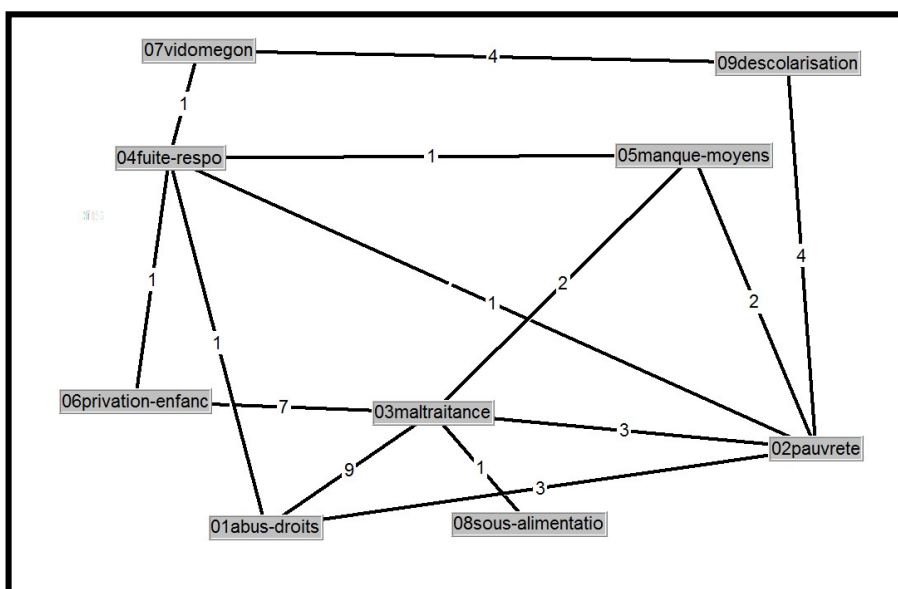 07vidomegon
4
09descolarisation
1
04fuite-respo
1
05manque-moyens
4
1
2
1
2
1
06privation-enfanc
7
03maltraitance
3
02pauvrete
9
1
3
01abus-droits
08sous-alimentatio